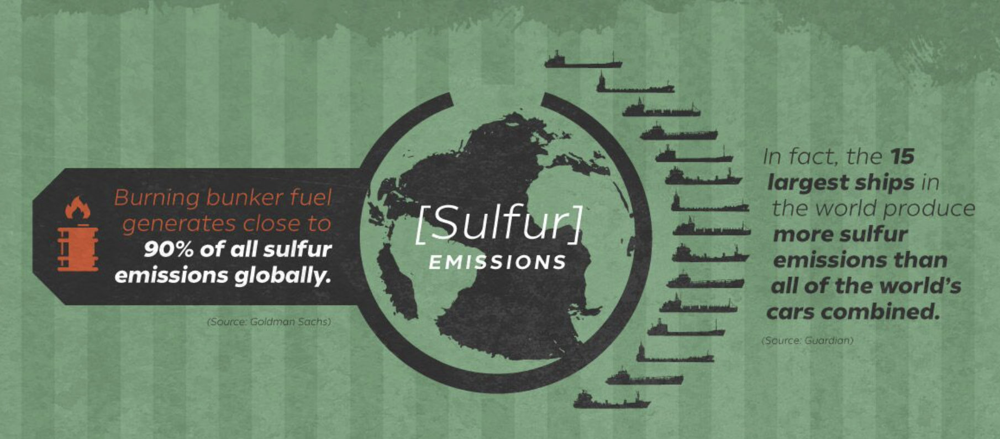 Burning bunker fuel
generates close to
90% of all sulfur
emissions globally.
(Source: Goldman Sachs)
[Sulfur]
EMISSIONS
In fact, the 15
largest ships in
the world produce
more sulfur
emissions than
all of the world's
cars combined.
(Source: Guardian)